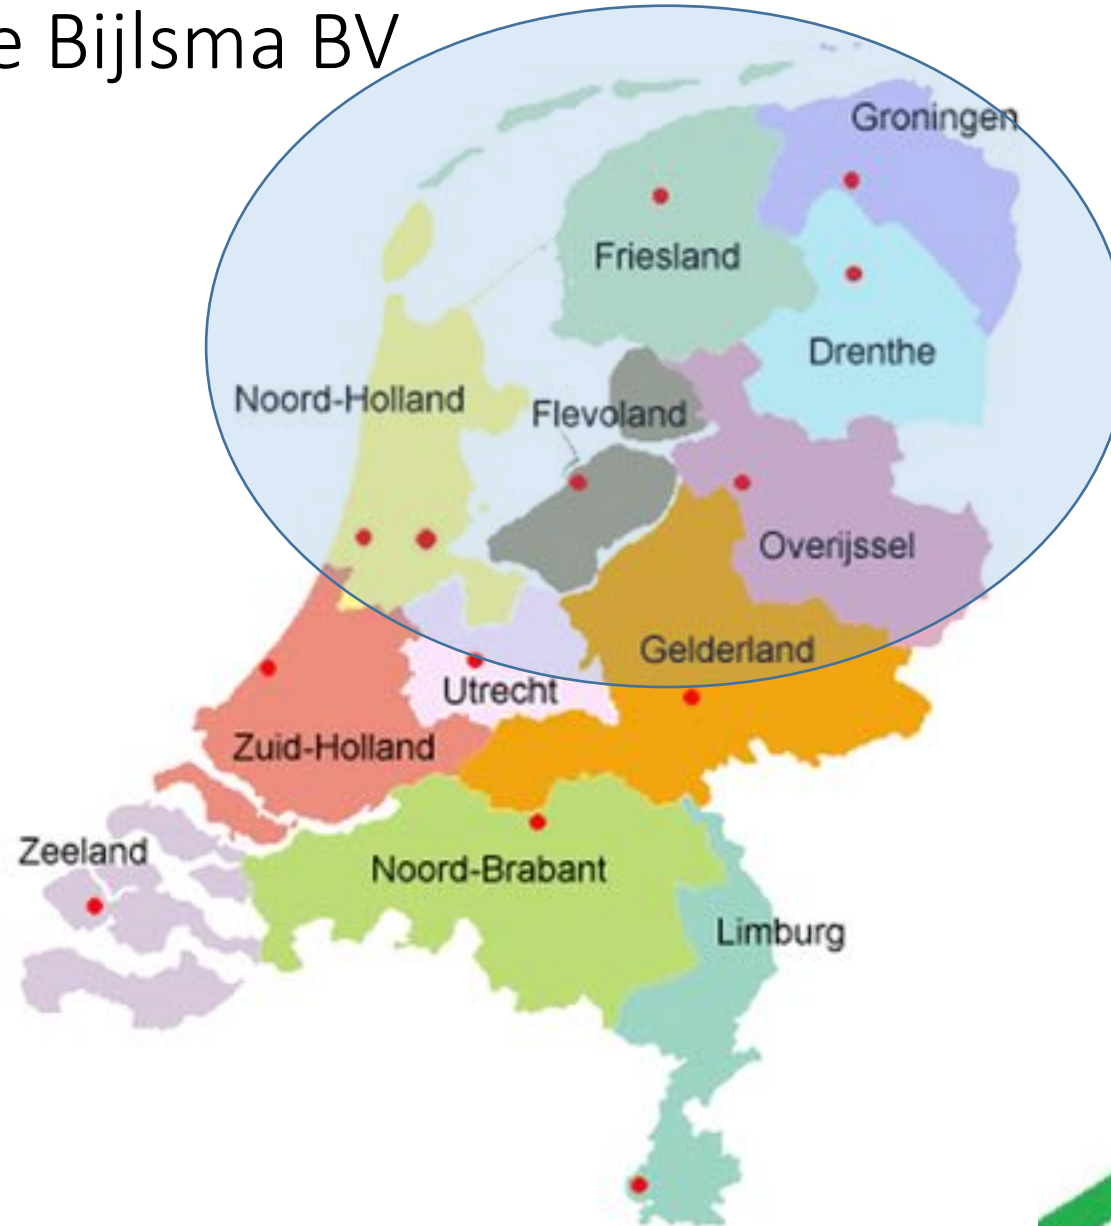 e Bijlsma BV
Groningen
Friesland
Drenthe
Noord-Holland
Flevoland
Overijssel
Gelderland
Utrecht
Zuid-Holland
Zeeland
Noord-Brabant
Limburg